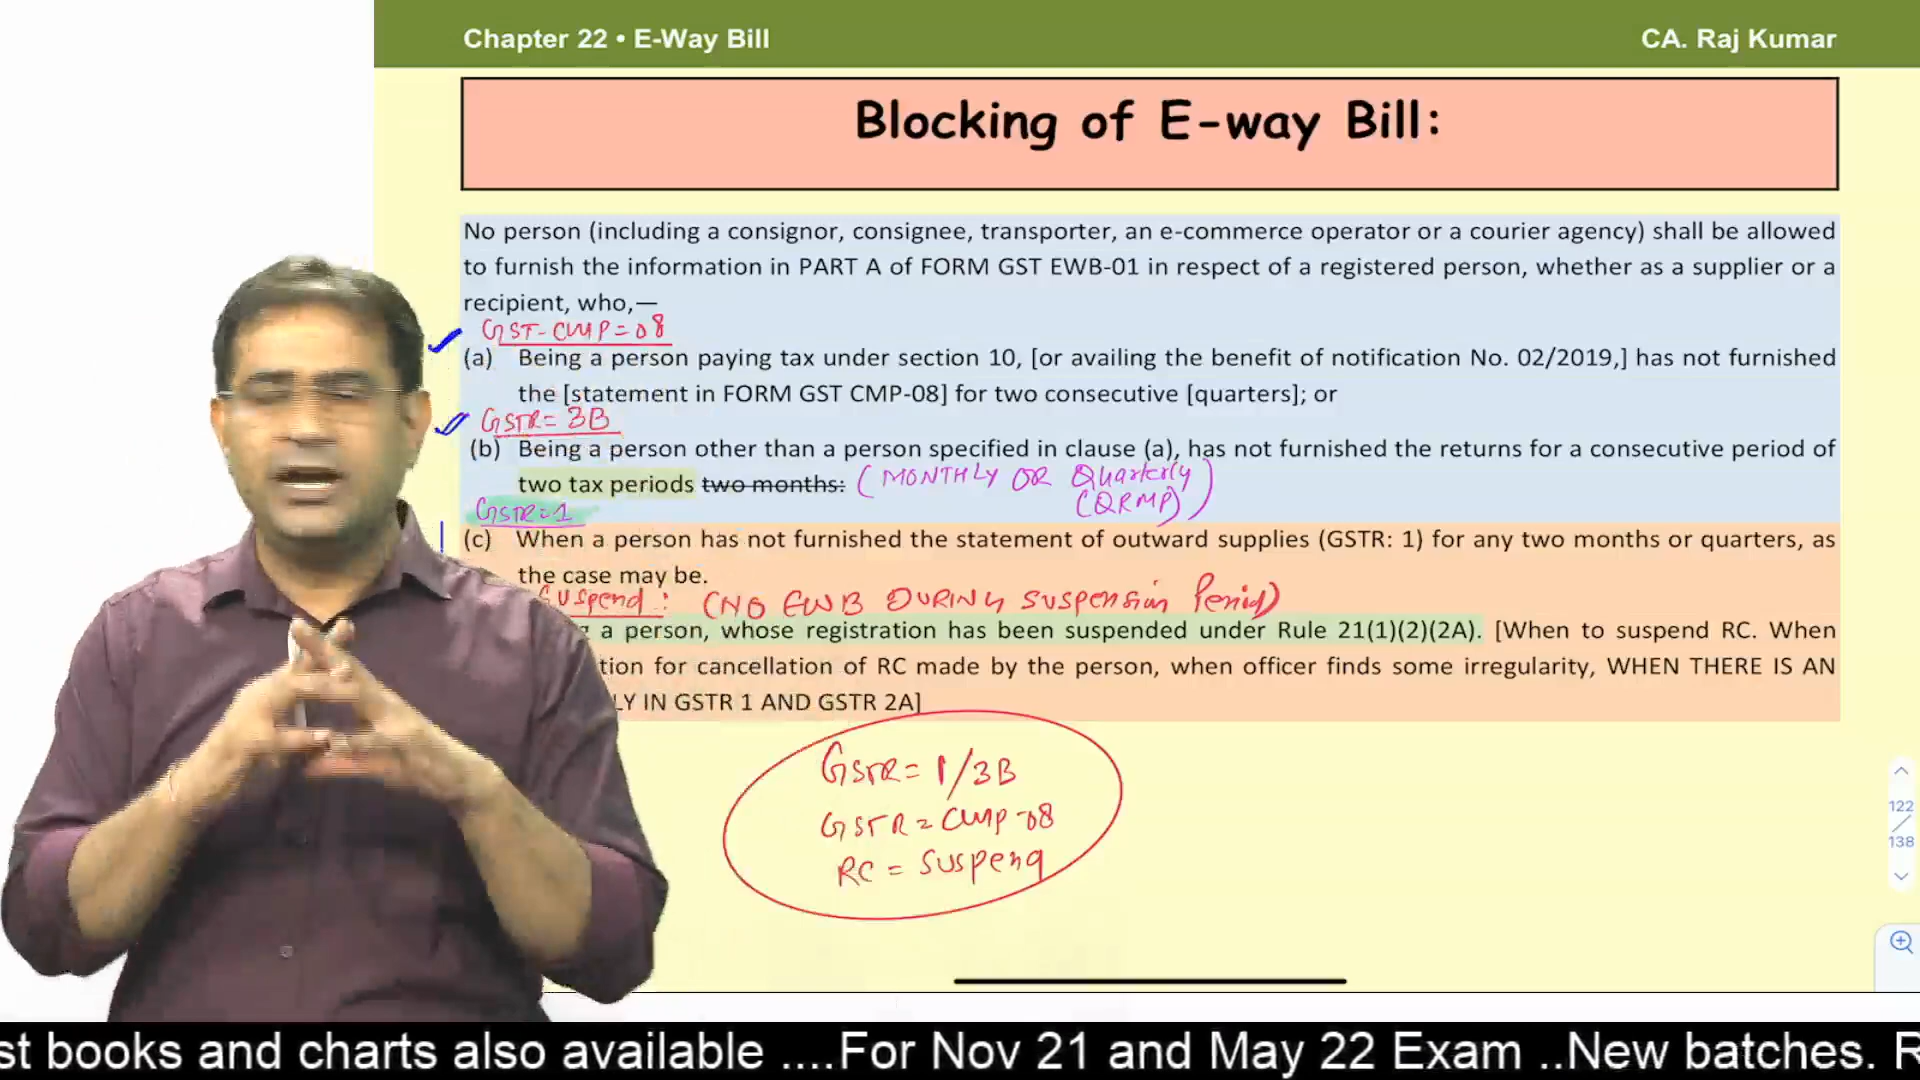 Chapter 22 • E-Way Bill CA. Raj Kumar
Blocking of E-way Bill:
No person (including a consignor, consignee, transporter, an e-commerce operator or a courier agency) shall be allowed
to furnish the information in PART A of FORM GST EWB-01 in respect of a registered person, whether as a supplier or a
recipient, who,—
GST-CMP=08
(a) Being a person paying tax under section 10, [or availing the benefit of notification No. 02/2019,] has not furnished
the [statement in FORM GST CMP-08] for two consecutive [quarters]; or
GSTR=3B
(b) Being a person other than a person specified in clause (a), has not furnished the returns for a consecutive period of
two tax periods two months: (MONTHLY OR Quarterly
(QRMP))
GSTR=1
(c) When a person has not furnished the statement of outward supplies (GSTR: 1) for any two months or quarters, as
the case may be.
Suspend: (NO EWB DURING SUSPENSION Period)
a person, whose registration has been suspended under Rule 21(1)(2)(2A). [When to suspend RC. When
tion for cancellation of RC made by the person, when officer finds some irregularity, WHEN THERE IS AN
LY IN GSTR 1 AND GSTR 2A]
GSTR=1/3B
GSTR=CMP-08
RC=Suspend
122
138
st books and charts also available ....For Nov 21 and May 22 Exam ..New batches. R